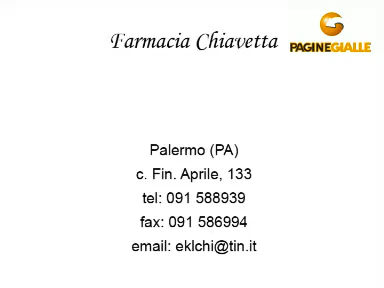 Farmacia Chiavetta
PAGINEGIALLE
Palermo (PA)
c. Fin. Aprile, 133
tel: 091 588939
fax: 091 586994
email: eklchi@tin.it